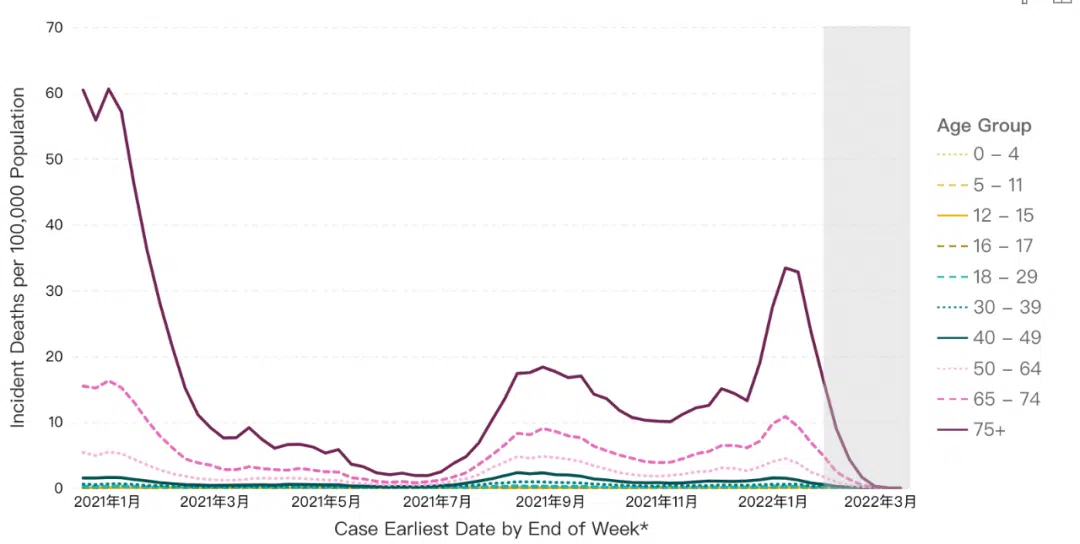 70
60
50
40
30
20
10
0
Incident Deaths per 100,000 Population
2021年1月 2021年3月 2021年5月 2021年7月 2021年9月 2021年11月 2022年1月 2022年3月
Case Earliest Date by End of Week*
Age Group
0 – 4
5 – 11
12 – 15
16 – 17
18 – 29
30 – 39
40 – 49
50 – 64
65 – 74
75+